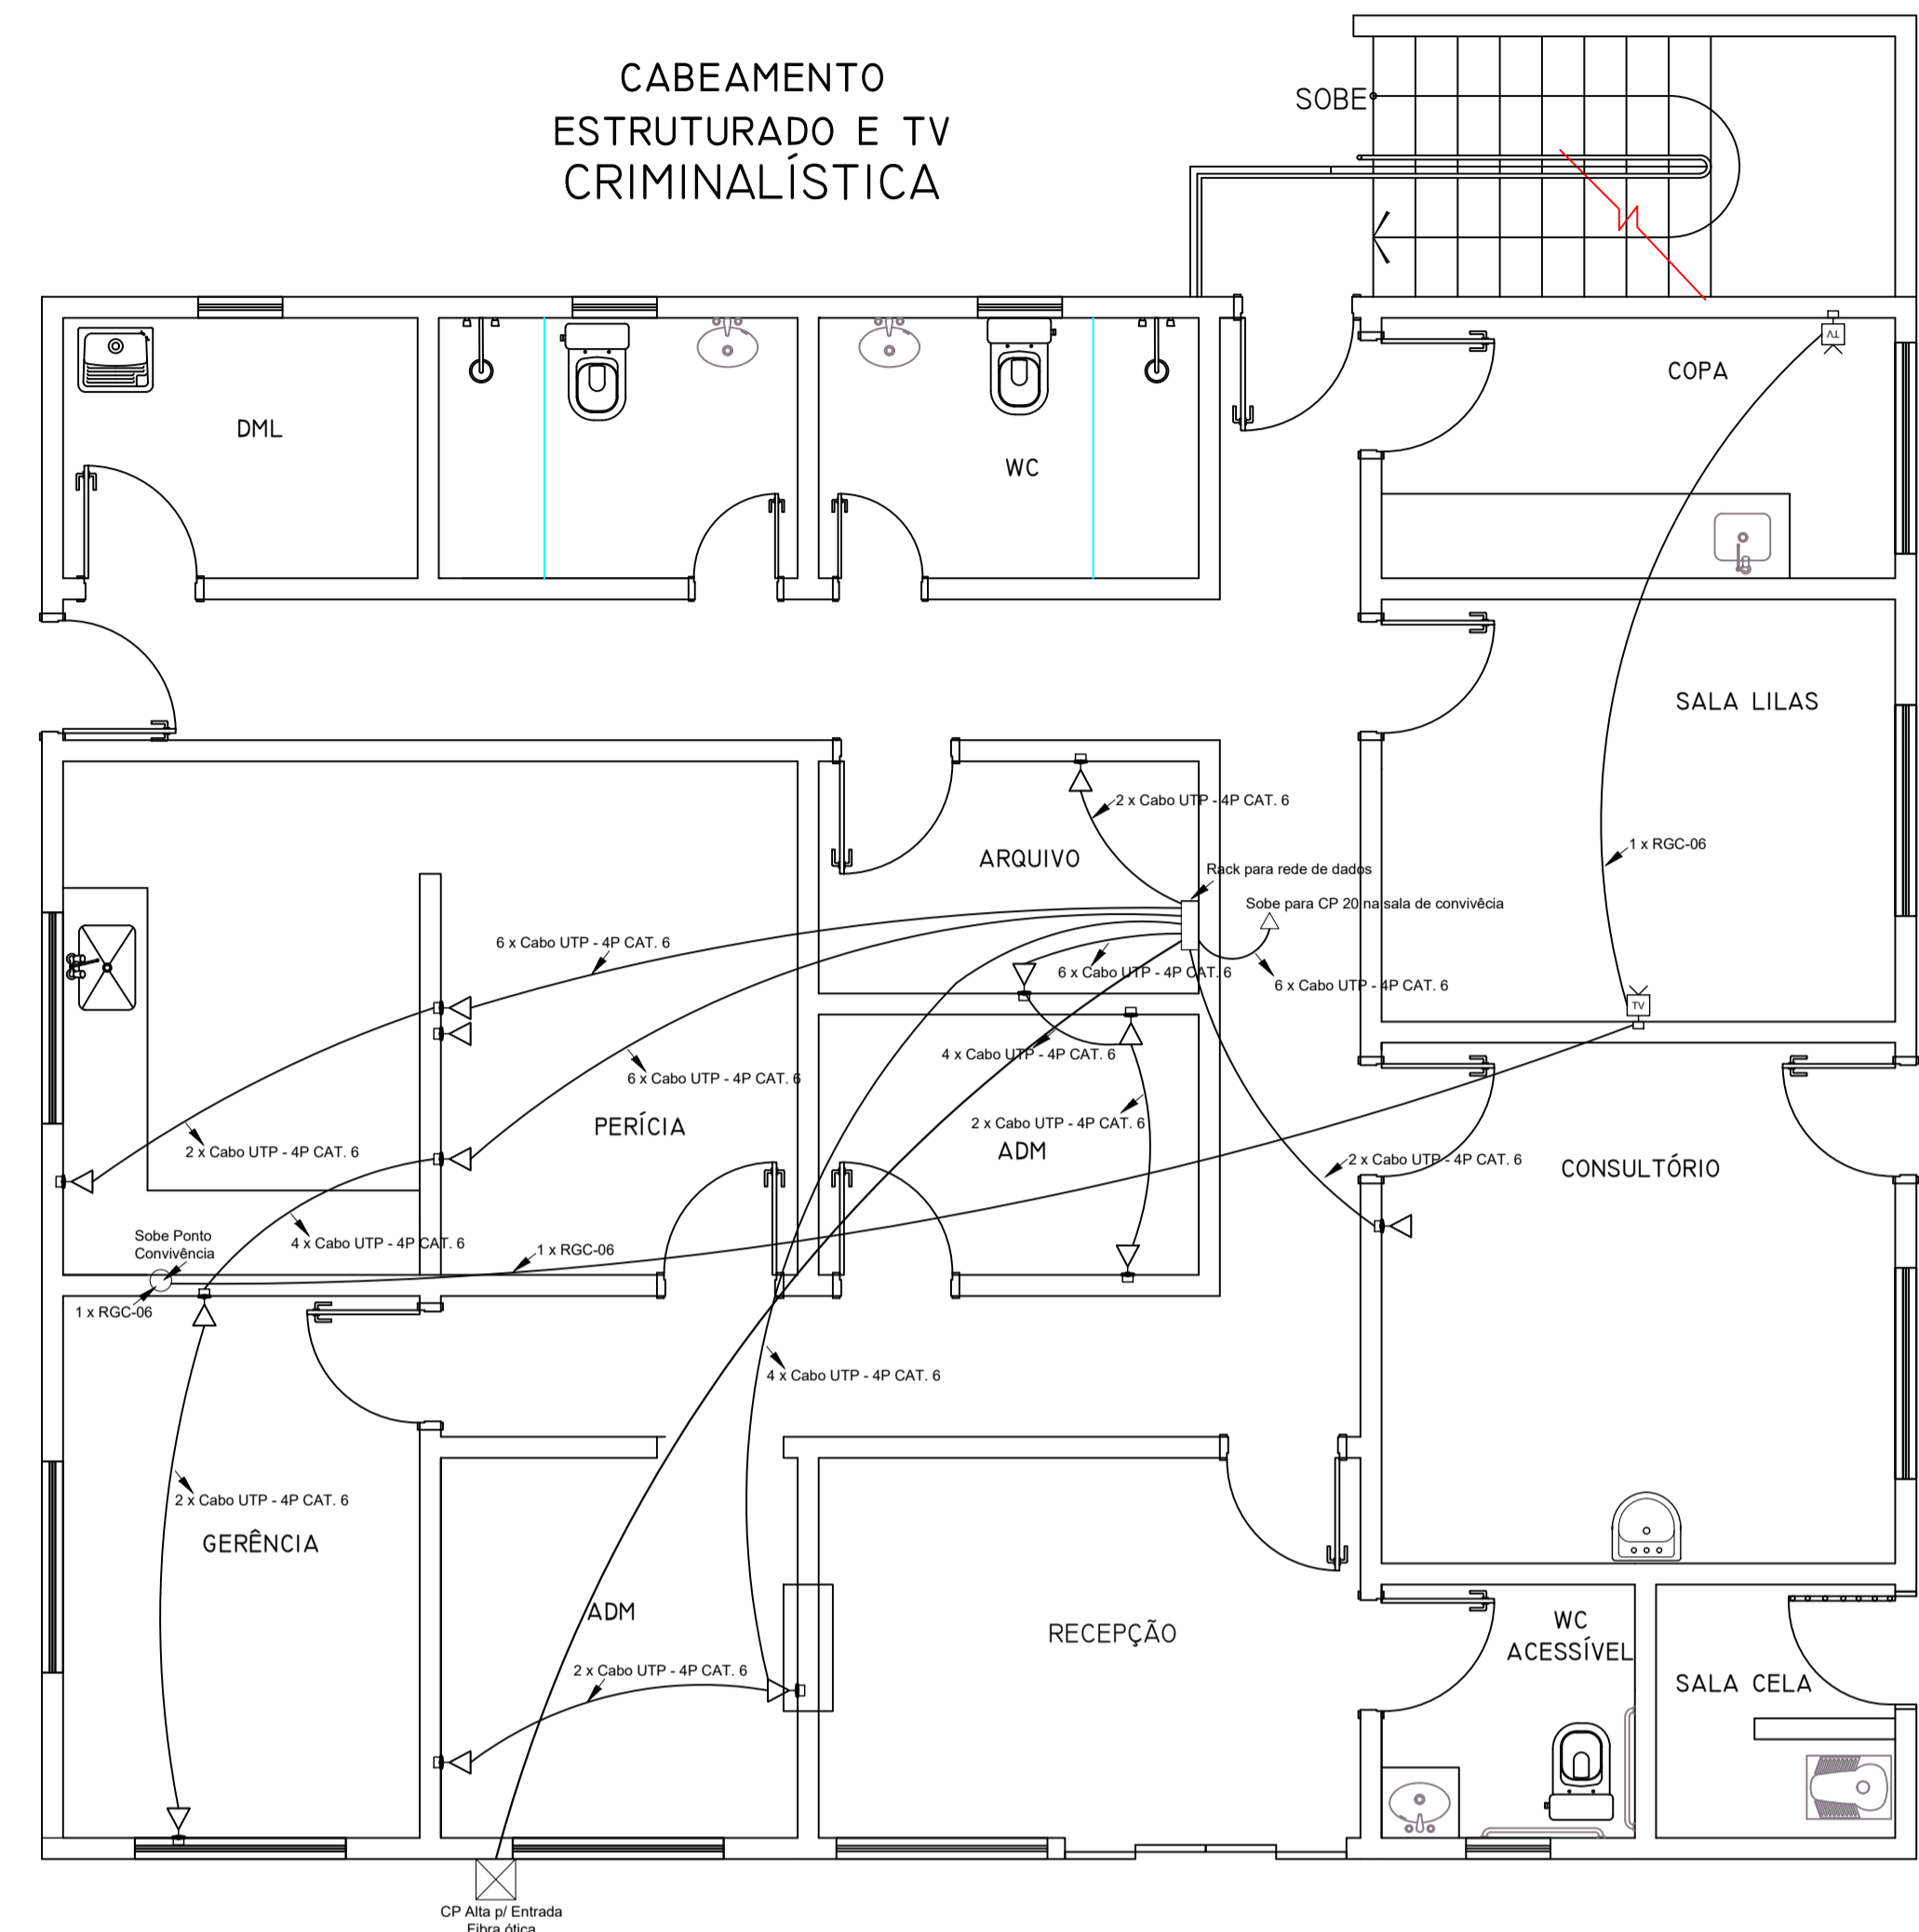 CABEAMENTO
ESTRUTURADO E TV
CRIMINALÍSTICA
SOBE
TV
COPA
DML
WC
SALA LILAS
2 x Cabo UTP - 4P CAT. 6
1 x RGC-06
ARQUIVO
Rack para rede de dados
Sobe para CP 20 na sala de convivêcia
6 x Cabo UTP - 4P CAT. 6
6 x Cabo UTP - 4P CAT. 6
6 x Cabo UTP - 4P CAT. 6
TV
4 x Cabo UTP - 4P CAT. 6
6 x Cabo UTP - 4P CAT. 6
PERÍCIA
2 x Cabo UTP - 4P CAT. 6
ADM
2 x Cabo UTP - 4P CAT. 6
2 x Cabo UTP - 4P CAT. 6
CONSULTÓRIO
Sobe Ponto
Convivência
4 x Cabo UTP - 4P CAT. 6
1 x RGC-06
1 x RGC-06
4 x Cabo UTP - 4P CAT. 6
2 x Cabo UTP - 4P CAT. 6
GERÊNCIA
ADM
RECEPÇÃO
WC
ACESSÍVEL
2 x Cabo UTP - 4P CAT. 6
SALA CELA
CP Alta p/ Entrada
Fibra ótica